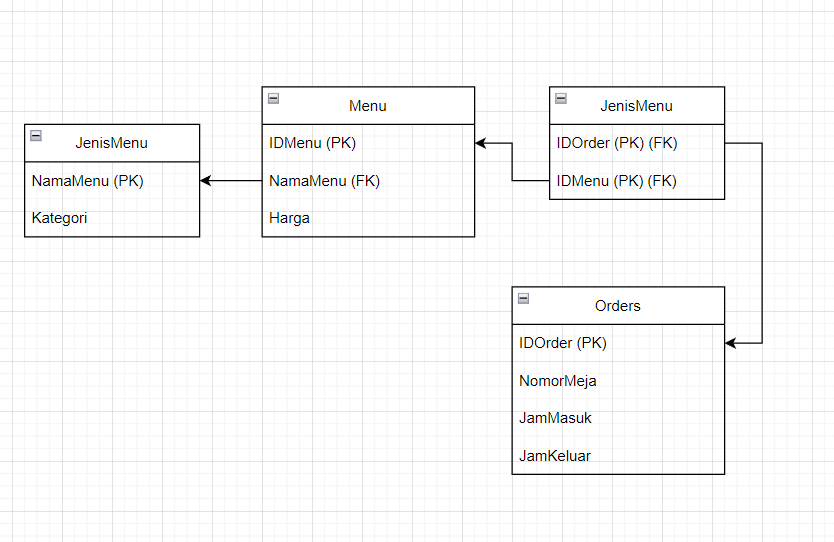 JenisMenu
NamaMenu (PK)
Kategori
Menu
IDMenu (PK)
NamaMenu (FK)
Harga
JenisMenu
IDOrder (PK) (FK)
IDMenu (PK) (FK)
Orders
IDOrder (PK)
NomorMeja
JamMasuk
JamKeluar